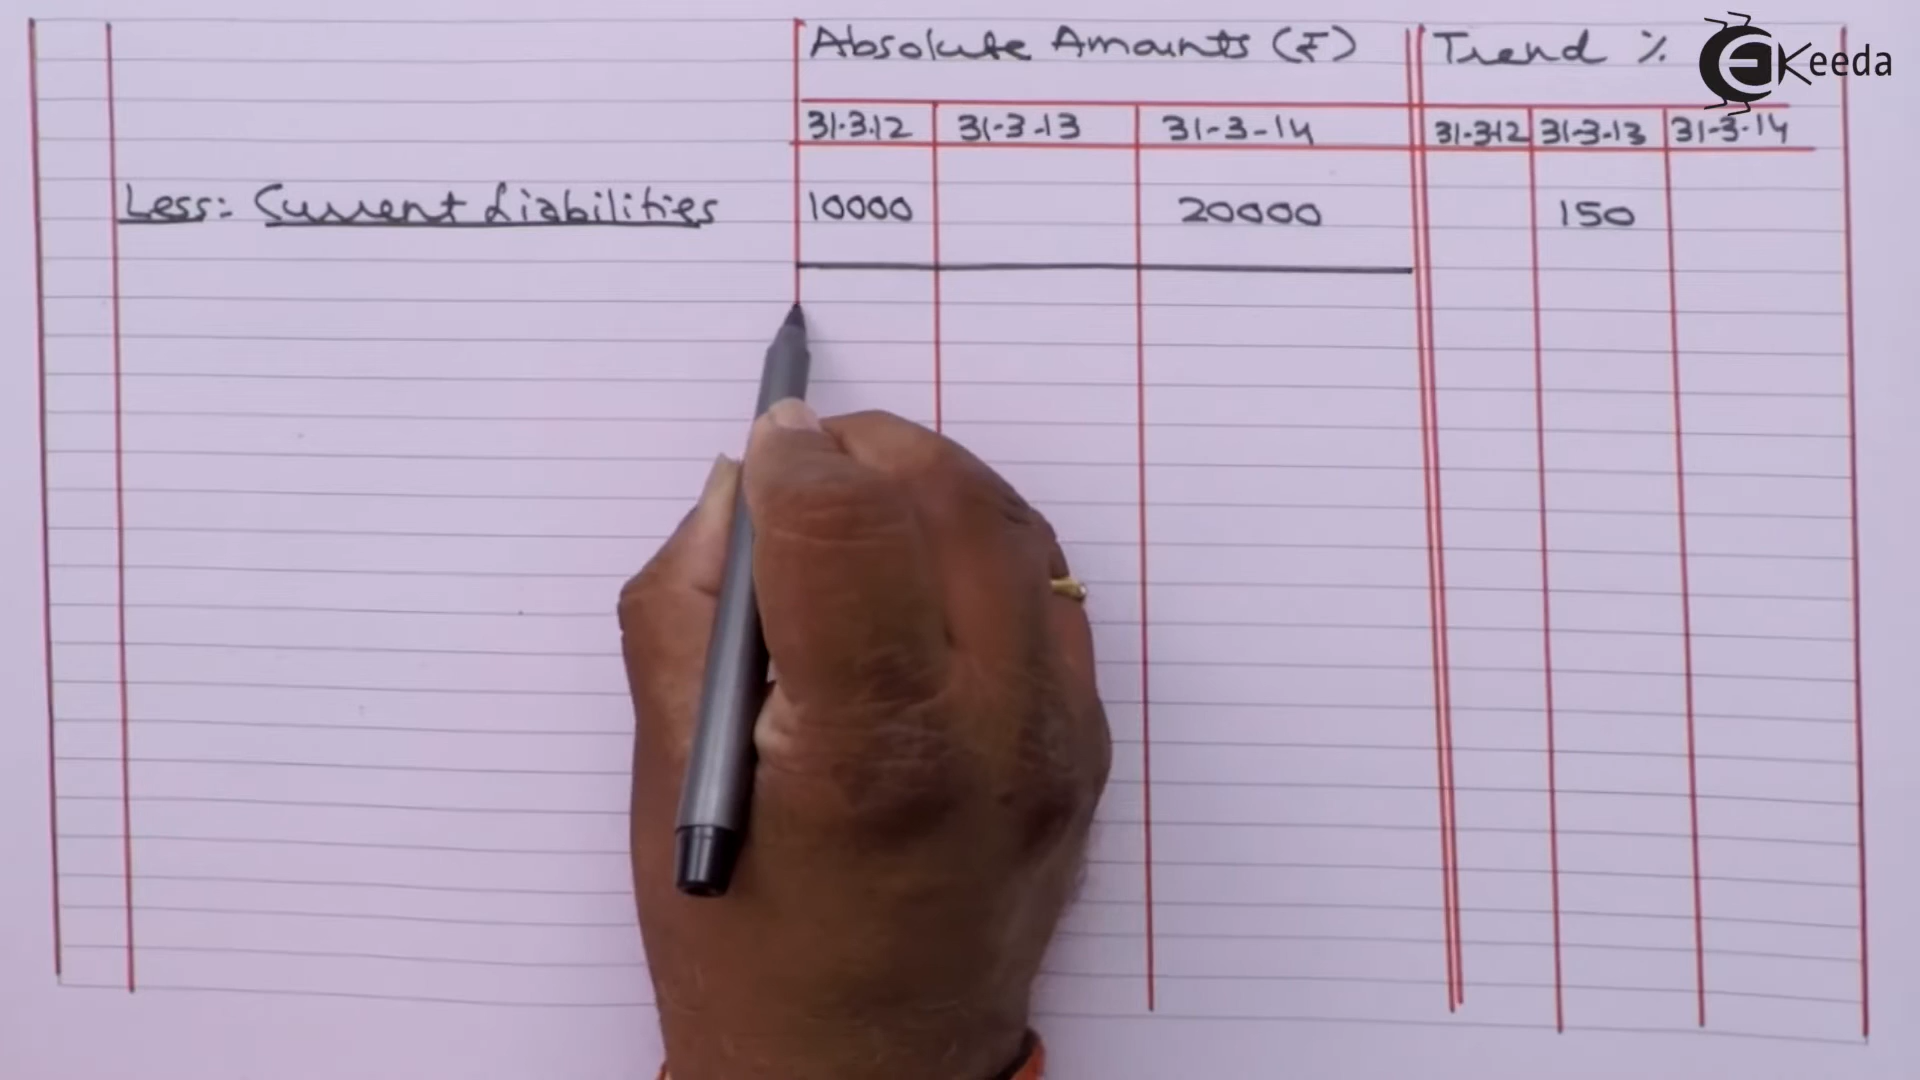 Absolute Amounts (₹) Trend %
Ekeeda
31.3.12 31-3-13 31-3-14 31-3-12 31-3-13 31-3-14
Less: Current Liabilities 10000 20000 150